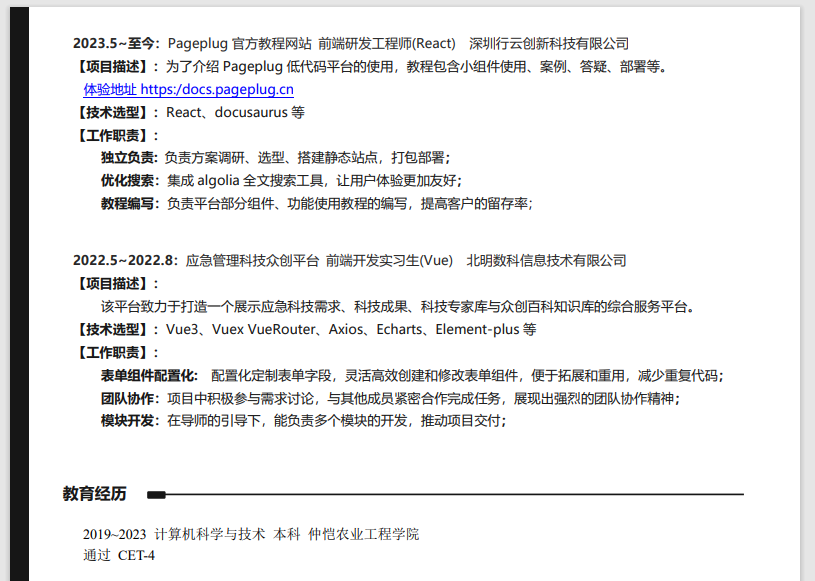 2023.5~至今：Pageplug 官方教程网站 前端研发工程师(React) 深圳行云创新科技有限公司
【项目描述】：为了介绍 Pageplug 低代码平台的使用，教程包含小组件使用、案例、答疑、部署等。
体验地址 https:/docs.pageplug.cn
【技术选型】：React、docusaurus 等
【工作职责】：
独立负责: 负责方案调研、选型、搭建静态站点，打包部署；
优化搜索：集成 algolia 全文搜索工具，让用户体验更加友好；
教程编写：负责平台部分组件、功能使用教程的编写，提高客户的留存率；
2022.5~2022.8：应急管理科技众创平台 前端开发实习生(Vue) 北明数科信息技术有限公司
【项目描述】：
该平台致力于打造一个展示应急科技需求、科技成果、科技专家库与众创百科知识库的综合服务平台。
【技术选型】：Vue3、Vuex VueRouter、Axios、Echarts、Element-plus 等
【工作职责】：
表单组件配置化: 配置化定制表单字段，灵活高效创建和修改表单组件，便于拓展和重用，减少重复代码；
团队协作：项目中积极参与需求讨论，与其他成员紧密合作完成任务，展现出强烈的团队协作精神；
模块开发：在导师的引导下，能负责多个模块的开发，推动项目交付；
教育经历
2019~2023 计算机科学与技术 本科 仲恺农业工程学院
通过 CET-4